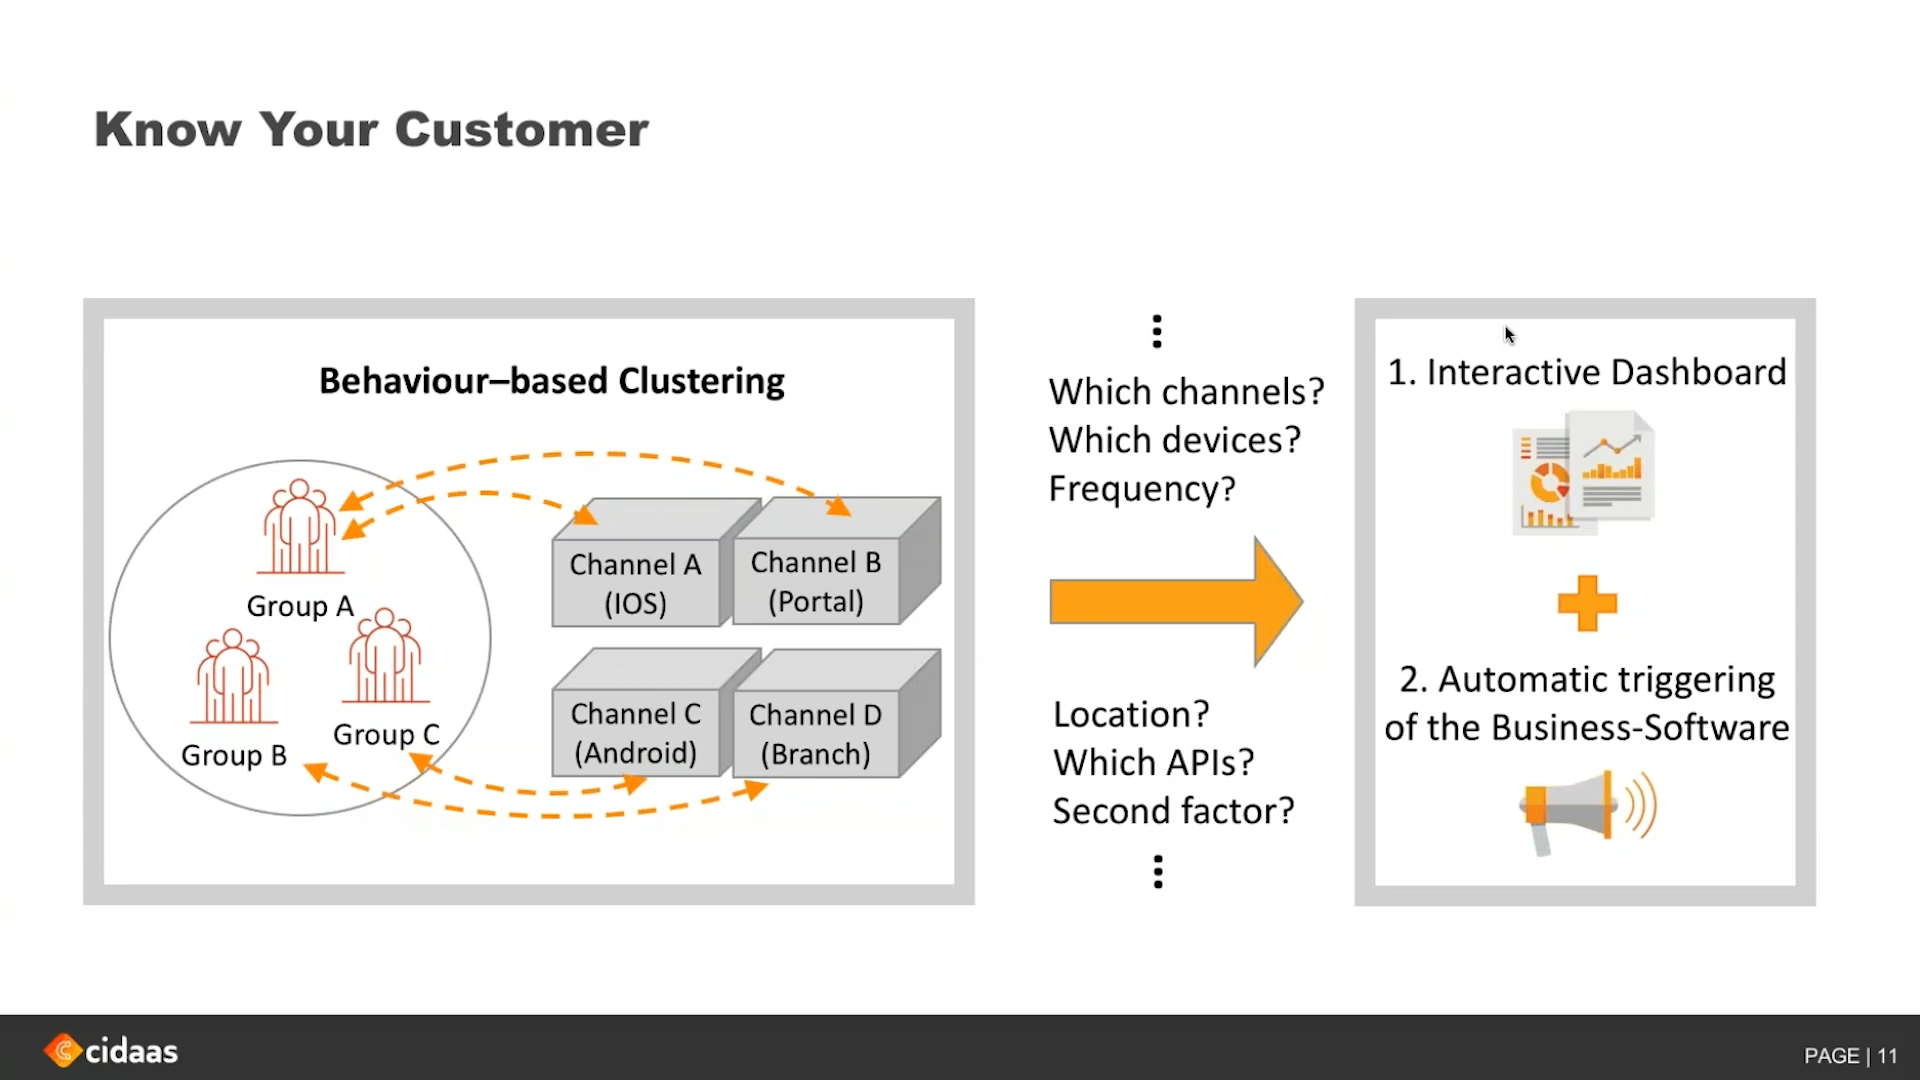 Know Your Customer
Behaviour–based Clustering
Group A
Group B
Group C
Channel A
(IOS)
Channel B
(Portal)
Channel C
(Android)
Channel D
(Branch)
Which channels?
Which devices?
Frequency?
Location?
Which APIs?
Second factor?
1. Interactive Dashboard
2. Automatic triggering
of the Business-Software
cidaas
PAGE | 11